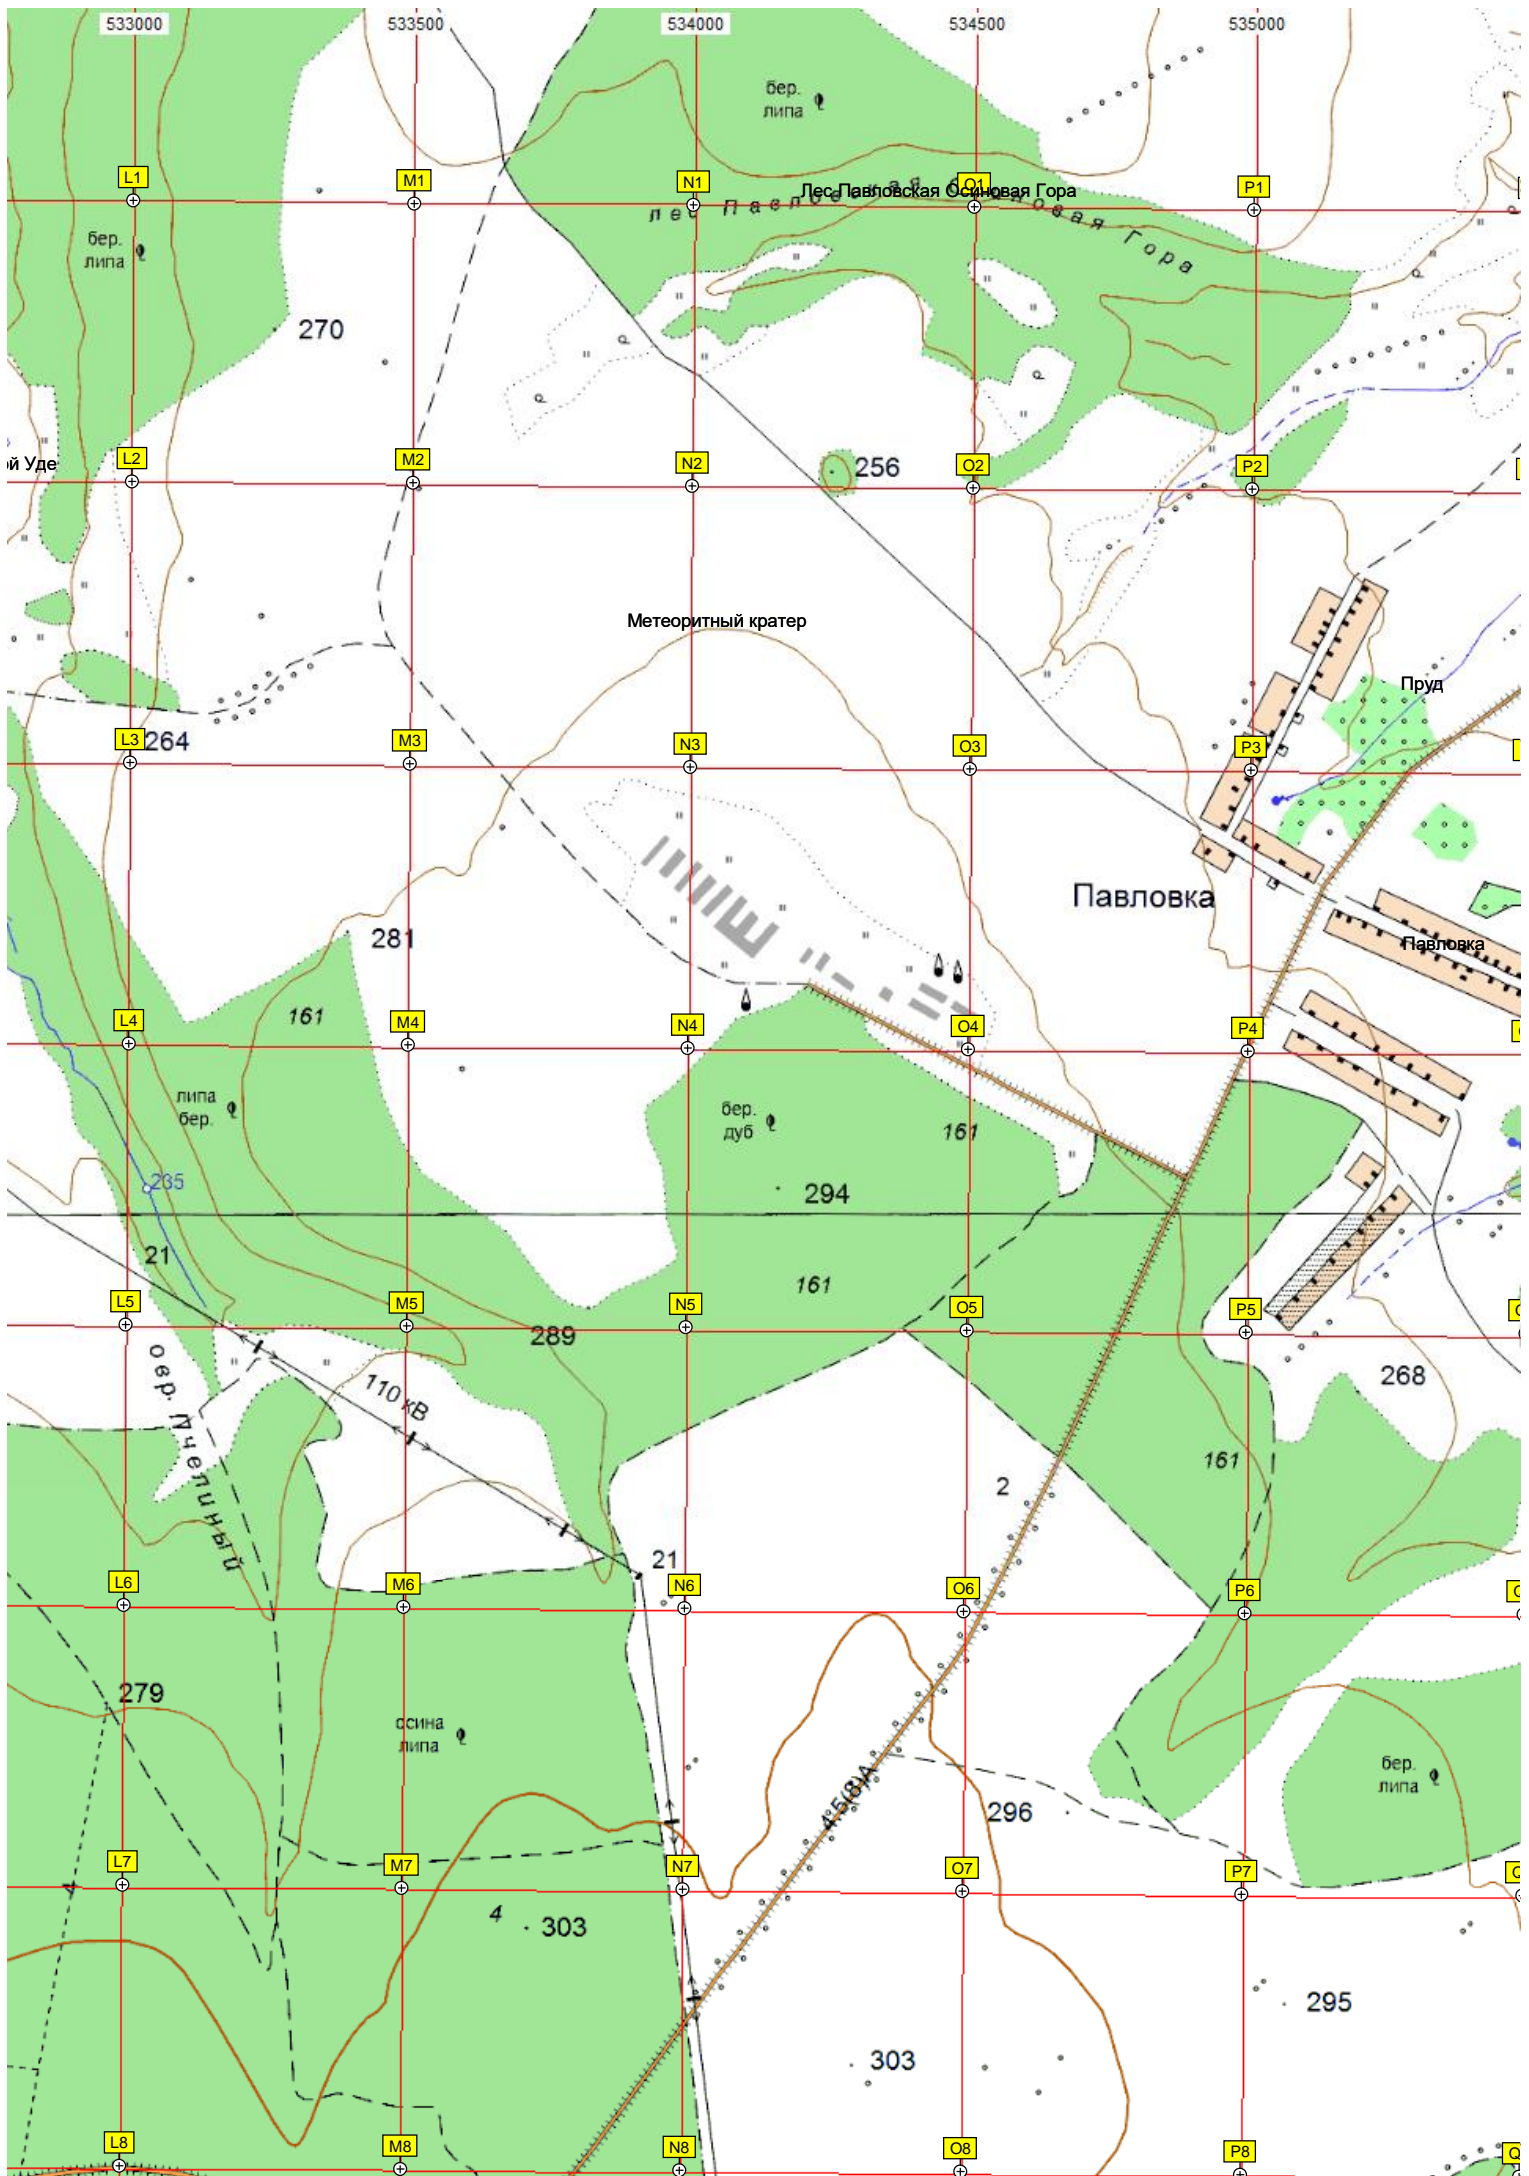 533000 533500 534000 534500 535000
бер.
липа
L1 M1 N1 O1 P1
Лес Павловская Осиновая Гора
лес Павловская Осиновая Гора
бер.
липа
270
L2 M2 N2 O2 P2
256
й Уде
Метеоритный кратер
Пруд
L3 M3 N3 O3 P3
264
Павловка
281
Павловка
161
L4 M4 N4 O4 P4
липа
бер.
бер.
дуб
161
235
294
21
161
L5 M5 N5 O5 P5
289
110 кВ
268
овр. Пчелиный
161
2
21
L6 M6 N6 O6 P6
279
осина
липа
бер.
липа
4.5(8)А
296
L7 M7 N7 O7 P7 Q
4
4
303
295
303
L8 M8 N8 O8 P8 Q